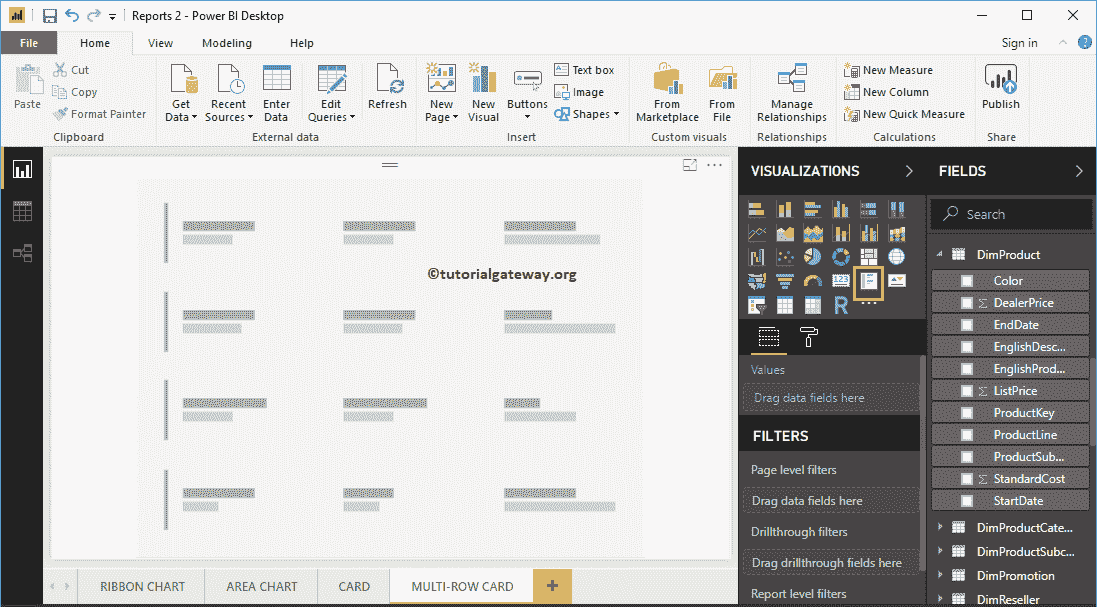 Reports 2 - Power BI Desktop
File Home View Modeling Help Sign in
Paste
Cut
Copy
Format Painter
Clipboard
Get Data
Recent Sources
Enter Data
Edit Queries
External data
Refresh
New Page
New Visual
Buttons
Text box
Image
Shapes
Insert
From Marketplace
From File
Custom visuals
Manage Relationships
Relationships
New Measure
New Column
New Quick Measure
Calculations
Publish
Share
©tutorialgateway.org
VISUALIZATIONS
123
R
Values
Drag data fields here
FILTERS
Page level filters
Drag data fields here
Drillthrough filters
Drag drillthrough fields here
Report level filters
FIELDS
Search
DimProduct
Color
Σ DealerPrice
EndDate
EnglishDesc...
EnglishProd...
Σ ListPrice
ProductKey
ProductLine
ProductSub...
Σ StandardCost
StartDate
DimProductCate...
DimProductSubc...
DimPromotion
DimReseller
RIBBON CHART AREA CHART CARD MULTI-ROW CARD +